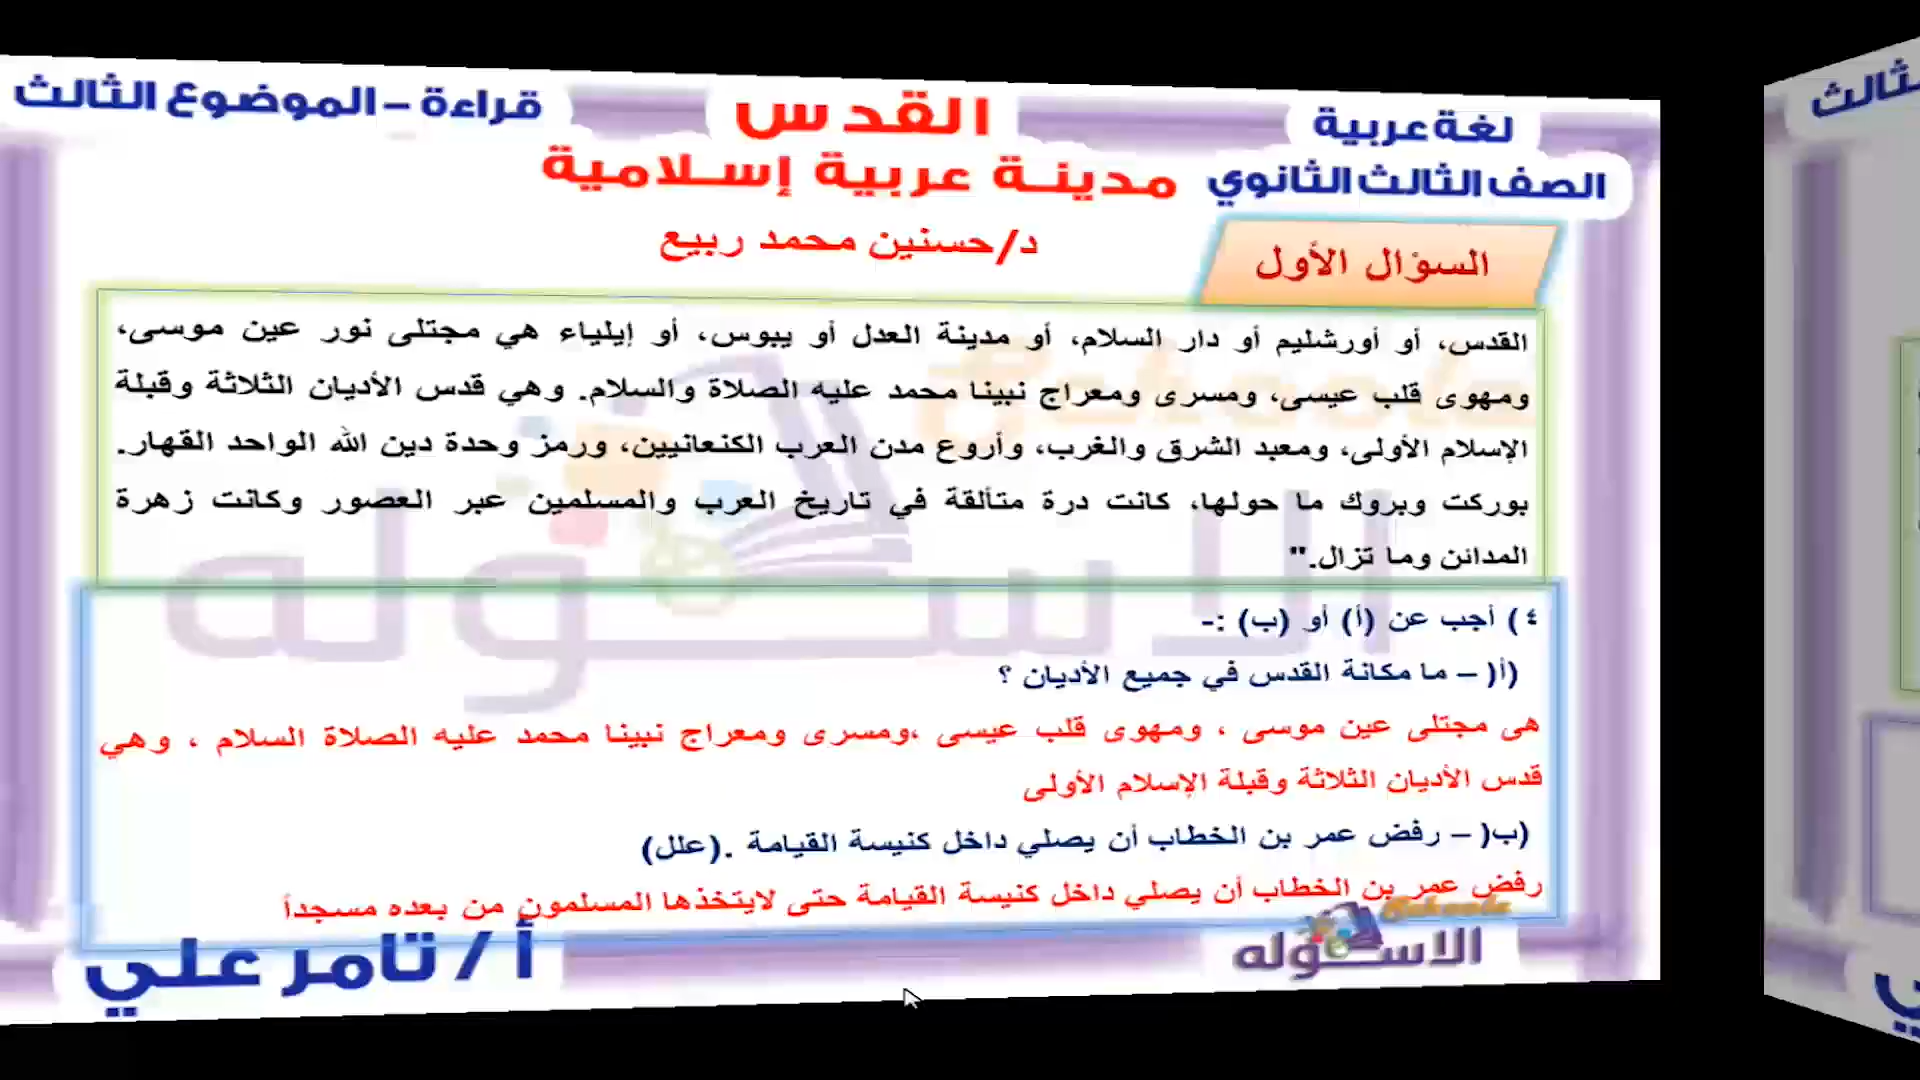 لغة عربية
الصف الثالث الثانوي
القدس
مدينة عربية إسلامية
قراءة – الموضوع الثالث
د/حسنين محمد ربيع
السؤال الأول
القدس، أو أورشليم أو دار السلام، أو مدينة العدل أو يبوس، أو إيلياء هي مجتلى نور عين موسى،
ومهوى قلب عيسى، ومسرى ومعراج نبينا محمد عليه الصلاة والسلام. وهي قدس الأديان الثلاثة وقبلة
الإسلام الأولى، ومعبد الشرق والغرب، وأروع مدن العرب الكنعانيين، ورمز وحدة دين الله الواحد القهار.
بوركت وبروك ما حولها، كانت درة متألقة في تاريخ العرب والمسلمين عبر العصور وكانت زهرة
المدائن وما تزال."
٤ ) أجب عن (أ) أو (ب) :-
(أ( – ما مكانة القدس في جميع الأديان ؟
هى مجتلى عين موسى ، ومهوى قلب عيسى ،ومسرى ومعراج نبينا محمد عليه الصلاة السلام ، وهي
قدس الأديان الثلاثة وقبلة الإسلام الأولى
(ب( – رفض عمر بن الخطاب أن يصلي داخل كنيسة القيامة .(علل)
رفض عمر بن الخطاب أن يصلي داخل كنيسة القيامة حتى لايتخذها المسلمون من بعده مسجداً
الاسكوله
أ / تامر علي
ثالث